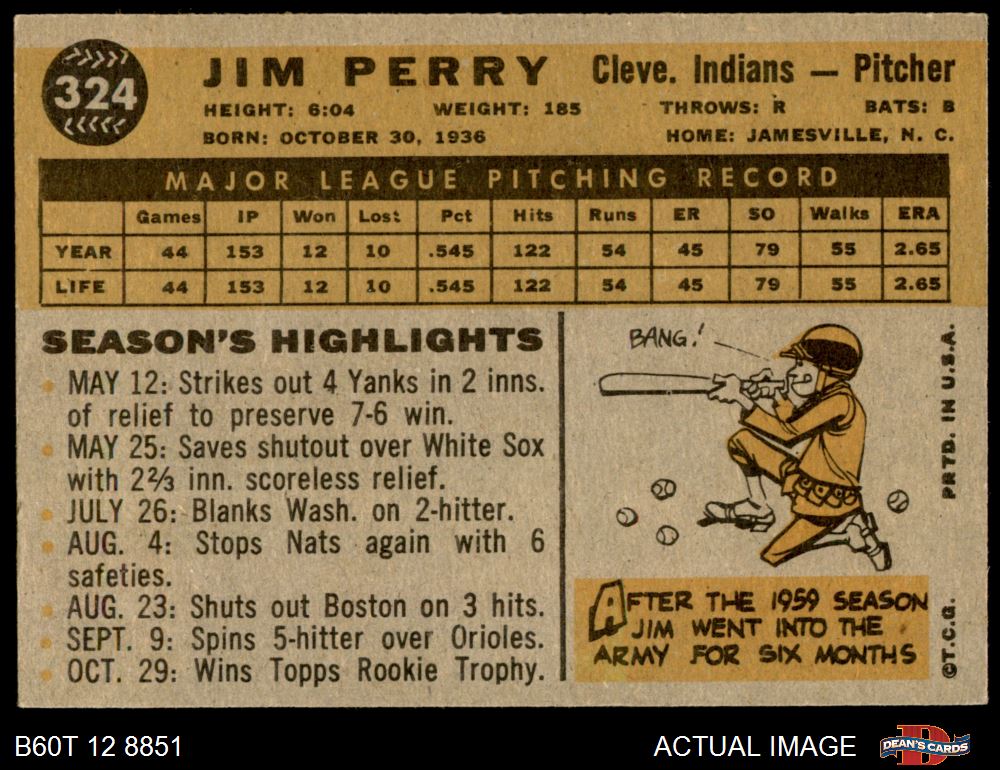 324
JIM PERRY Cleve. Indians — Pitcher
HEIGHT: 6:04 WEIGHT: 185 THROWS: R BATS: B
BORN: OCTOBER 30, 1936 HOME: JAMESVILLE, N. C.
MAJOR LEAGUE PITCHING RECORD
Games IP Won Lost Pct Hits Runs ER SO Walks ERA
YEAR 44 153 12 10 .545 122 54 45 79 55 2.65
LIFE 44 153 12 10 .545 122 54 45 79 55 2.65
SEASON'S HIGHLIGHTS
MAY 12: Strikes out 4 Yanks in 2 inns.
of relief to preserve 7-6 win.
MAY 25: Saves shutout over White Sox
with 2⅔ inn. scoreless relief.
JULY 26: Blanks Wash. on 2-hitter.
AUG. 4: Stops Nats again with 6
safeties.
AUG. 23: Shuts out Boston on 3 hits.
SEPT. 9: Spins 5-hitter over Orioles.
OCT. 29: Wins Topps Rookie Trophy.
BANG!
AFTER THE 1959 SEASON
JIM WENT INTO THE
ARMY FOR SIX MONTHS
©T.C.G. PRTD. IN U.S.A.
B60T 12 8851
ACTUAL IMAGE
D
DEAN'S CARDS